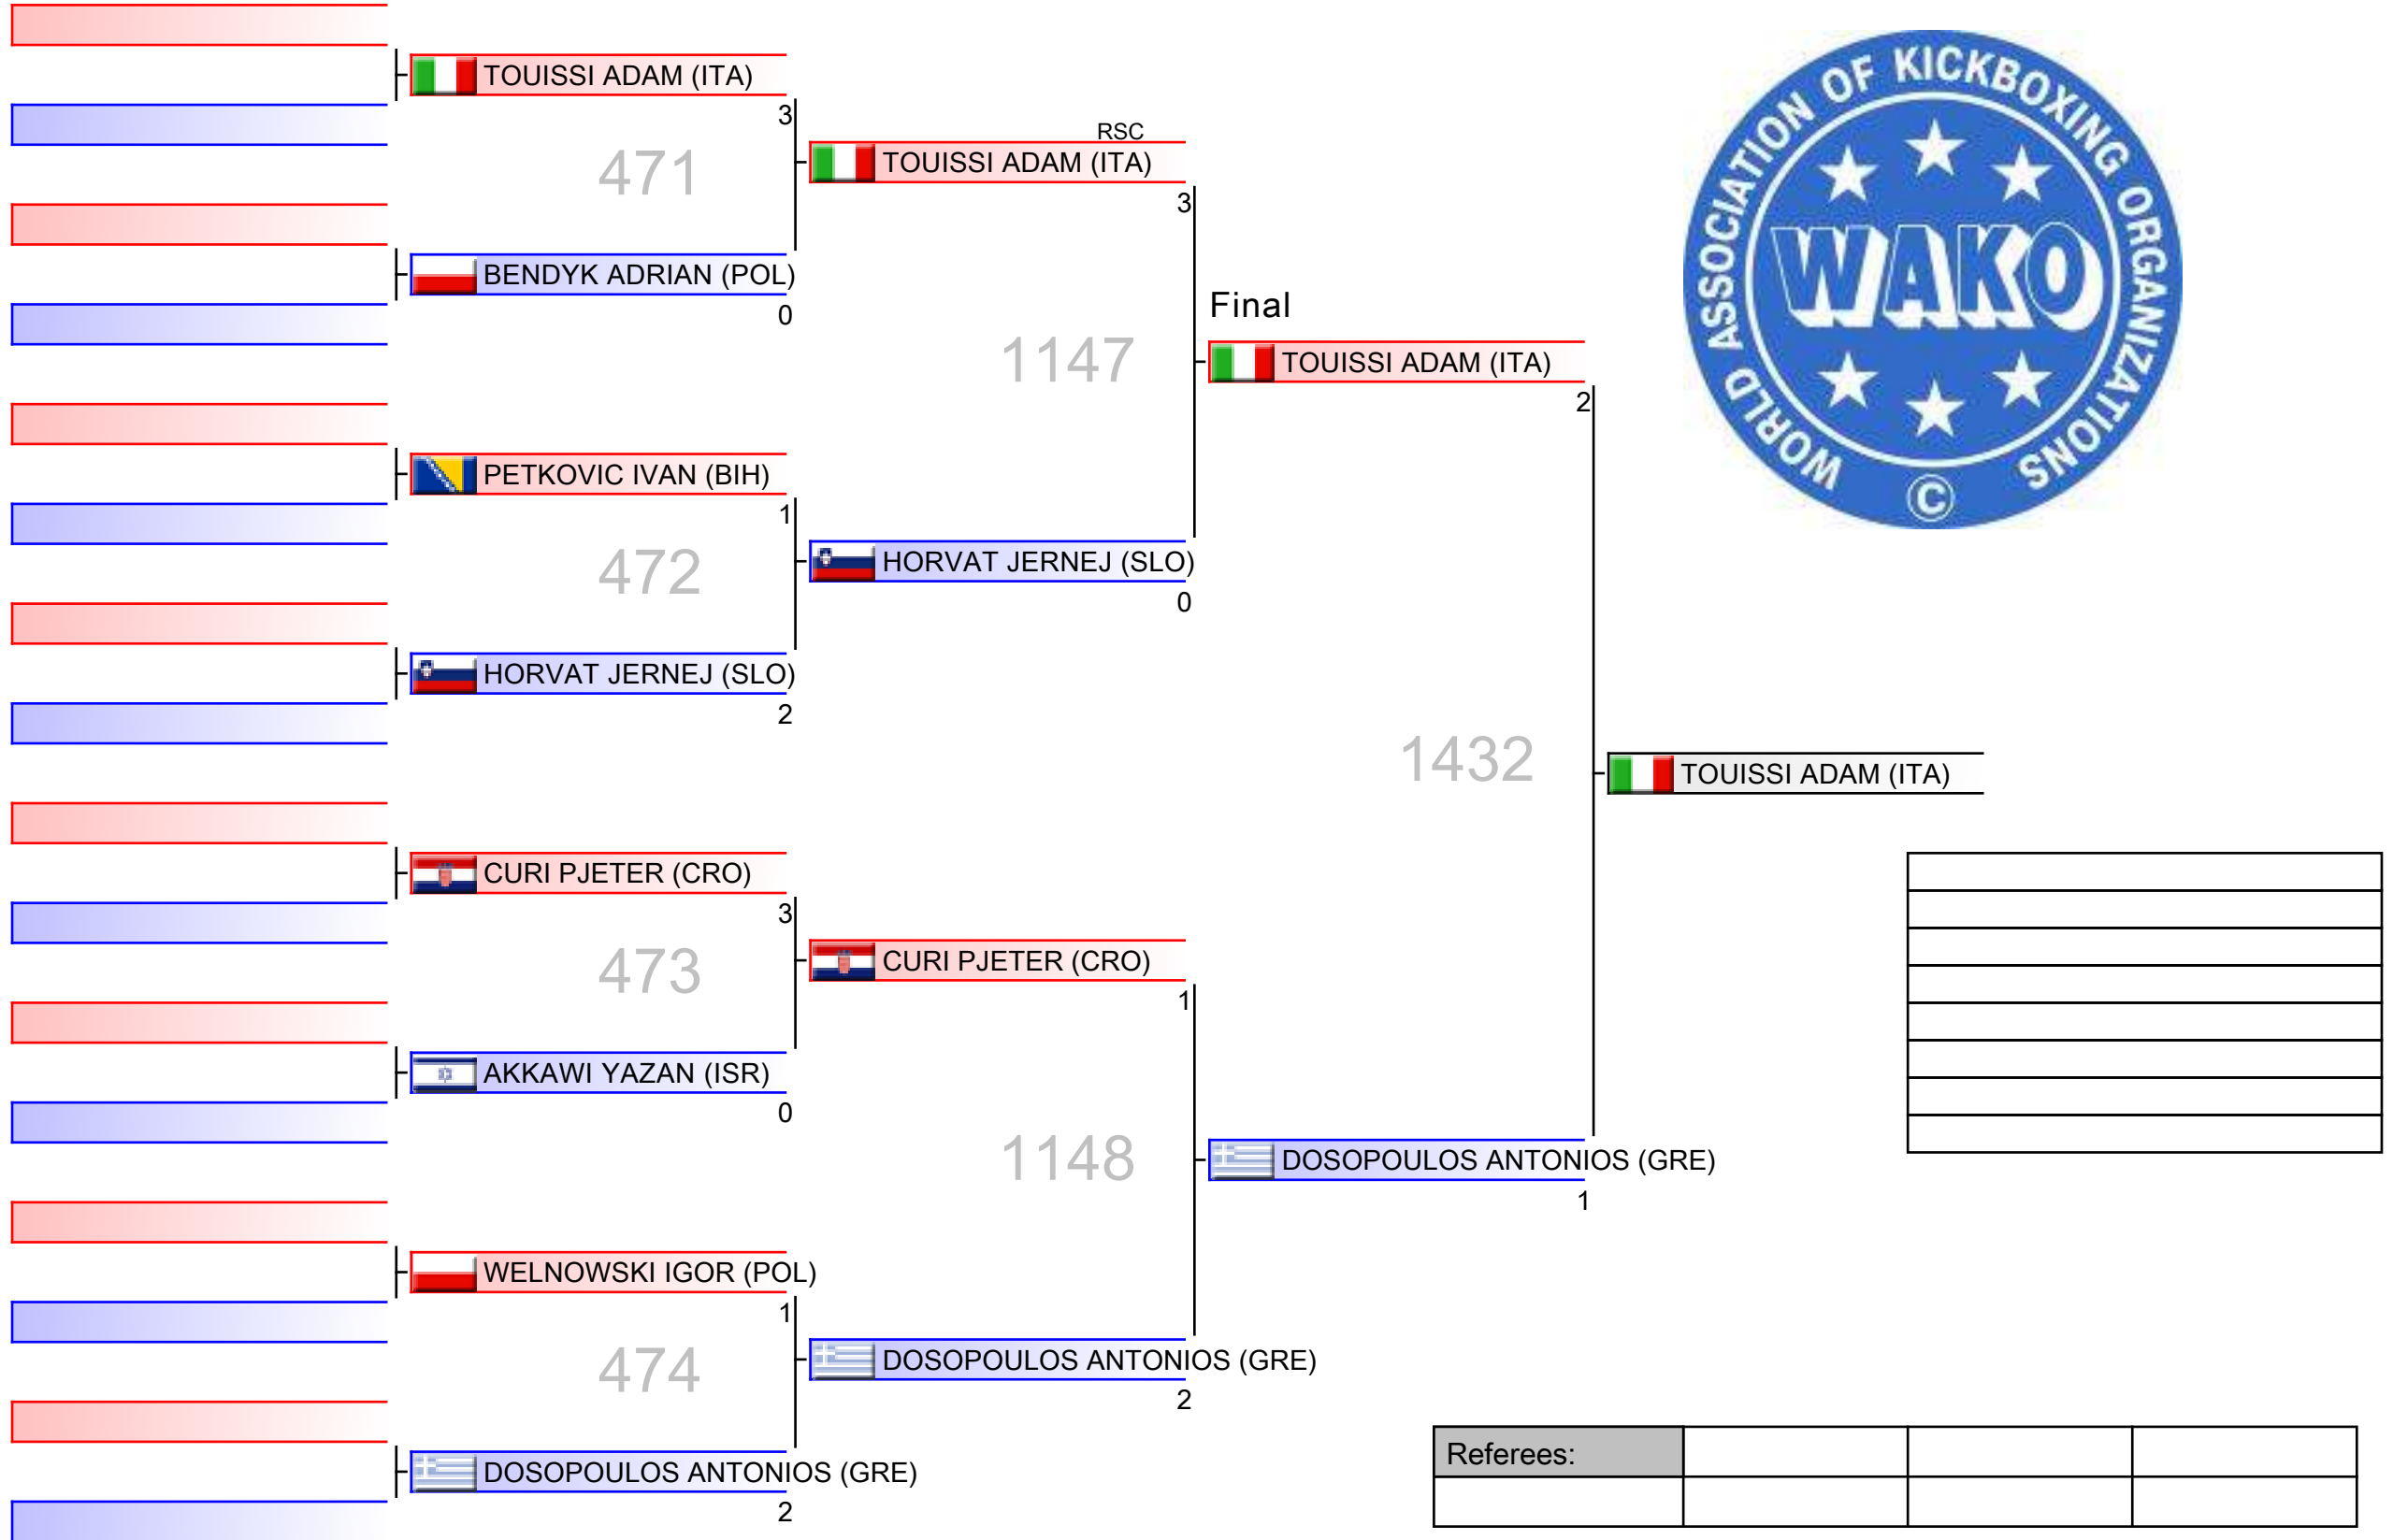 TOUISSI ADAM (ITA)
3
471
BENDYK ADRIAN (POL)
0
PETKOVIC IVAN (BIH)
1
472
HORVAT JERNEJ (SLO)
2
CURI PJETER (CRO)
3
473
AKKAWI YAZAN (ISR)
0
WELNOWSKI IGOR (POL)
1
474
DOSOPOULOS ANTONIOS (GRE)
2
RSC
TOUISSI ADAM (ITA)
3
1147
HORVAT JERNEJ (SLO)
0
CURI PJETER (CRO)
1
1148
DOSOPOULOS ANTONIOS (GRE)
2
Final
TOUISSI ADAM (ITA)
2
1432
DOSOPOULOS ANTONIOS (GRE)
1
TOUISSI ADAM (ITA)
WORLD ASSOCIATION OF KICKBOXING ORGANIZATIONS
WAKO
©
Referees: